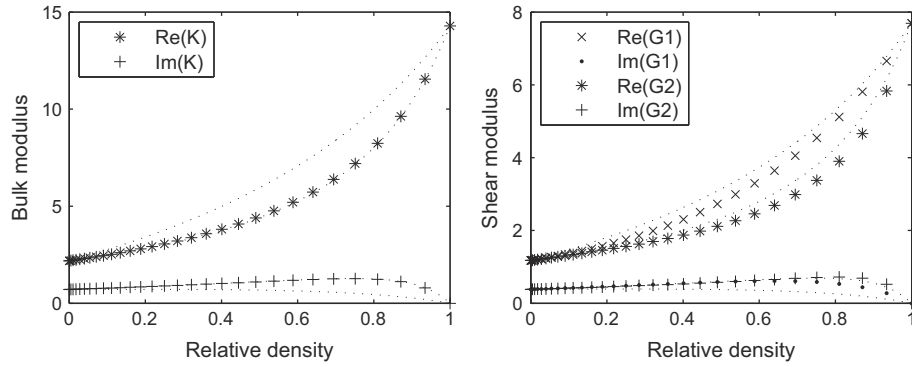 Bulk modulus
15
10
5
0
Re(K)
Im(K)
0 0.2 0.4 0.6 0.8 1
Relative density
Shear modulus
8
6
4
2
0
Re(G1)
Im(G1)
Re(G2)
Im(G2)
0 0.2 0.4 0.6 0.8 1
Relative density